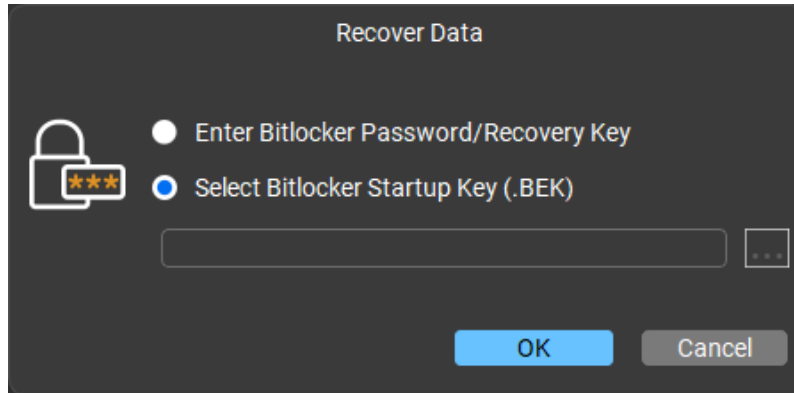 Recover Data
Enter Bitlocker Password/Recovery Key
***
Select Bitlocker Startup Key (.BEK)
...
OK
Cancel